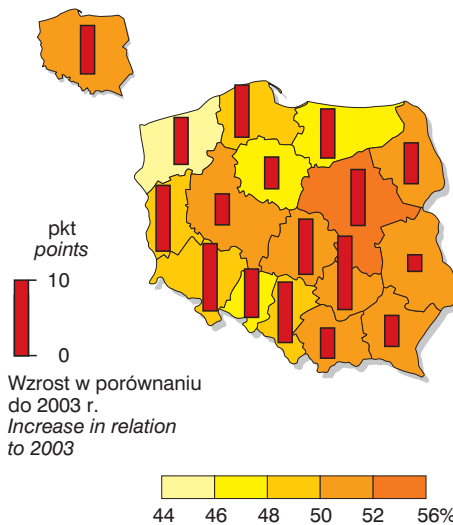 pkt
points
10
0
Wzrost w porównaniu
do 2003 r.
Increase in relation
to 2003
44 46 48 50 52 56%